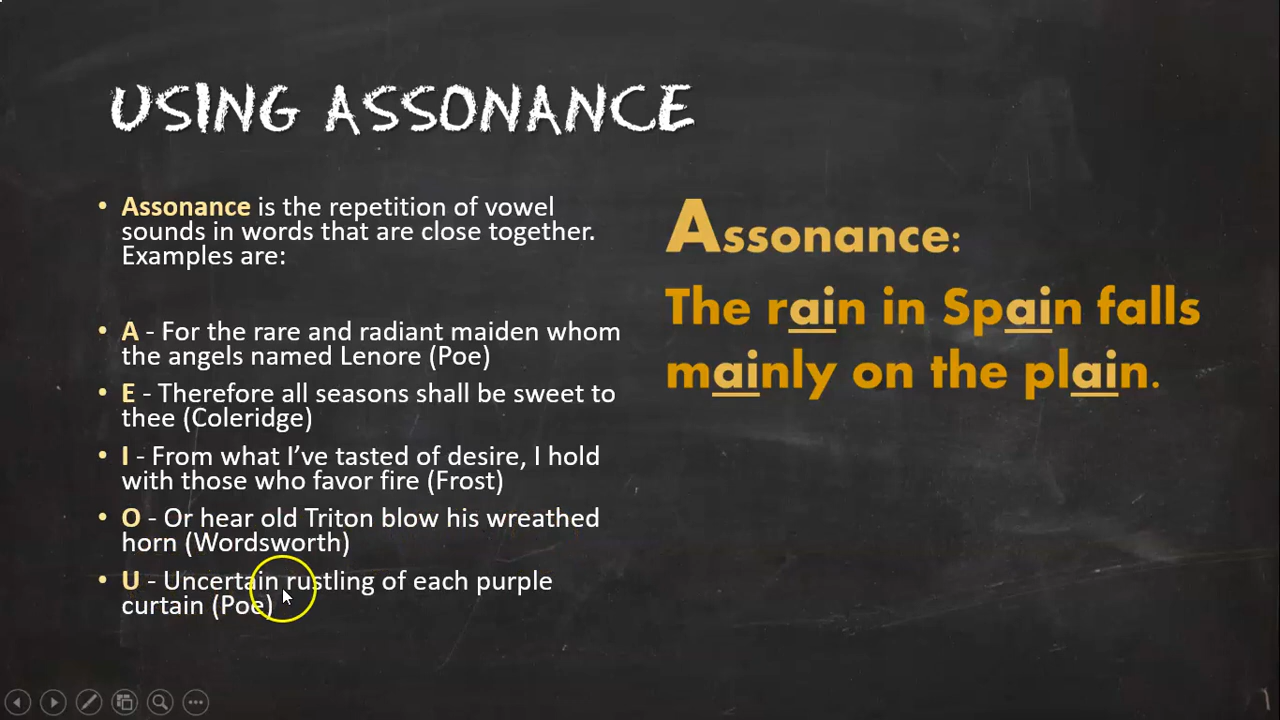 USING ASSONANCE
• Assonance is the repetition of vowel
sounds in words that are close together.
Examples are:
• A - For the rare and radiant maiden whom
the angels named Lenore (Poe)
• E - Therefore all seasons shall be sweet to
thee (Coleridge)
• I - From what I've tasted of desire, I hold
with those who favor fire (Frost)
• O - Or hear old Triton blow his wreathed
horn (Wordsworth)
• U - Uncertain rustling of each purple
curtain (Poe)
Assonance:
The rain in Spain falls
mainly on the plain.